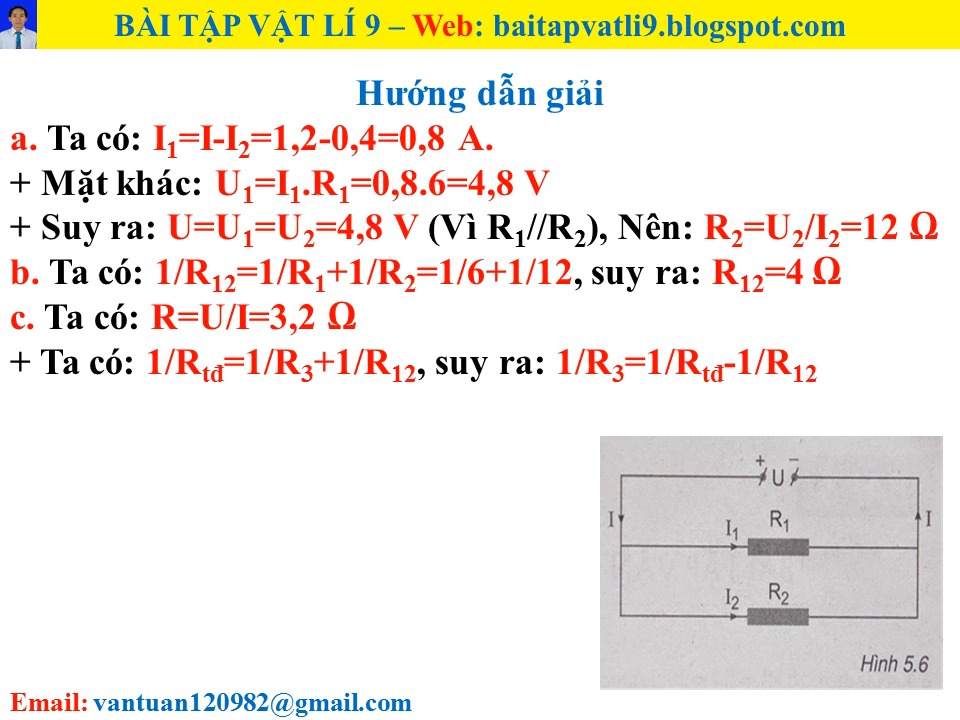 BÀI TẬP VẬT LÍ 9 – Web: baitapvatli9.blogspot.com
Hướng dẫn giải
a. Ta có: I₁=I-I₂=1,2-0,4=0,8 A.
+ Mặt khác: U₁=I₁.R₁=0,8.6=4,8 V
+ Suy ra: U=U₁=U₂=4,8 V (Vì R₁//R₂), Nên: R₂=U₂/I₂=12 Ω
b. Ta có: 1/R₁₂=1/R₁+1/R₂=1/6+1/12, suy ra: R₁₂=4 Ω
c. Ta có: R=U/I=3,2 Ω
+ Ta có: 1/Rtđ=1/R₃+1/R₁₂, suy ra: 1/R₃=1/Rtđ-1/R₁₂
+ U −
I I₁ R₁ I
I₂ R₂
Hình 5.6
Email: vantuan120982@gmail.com